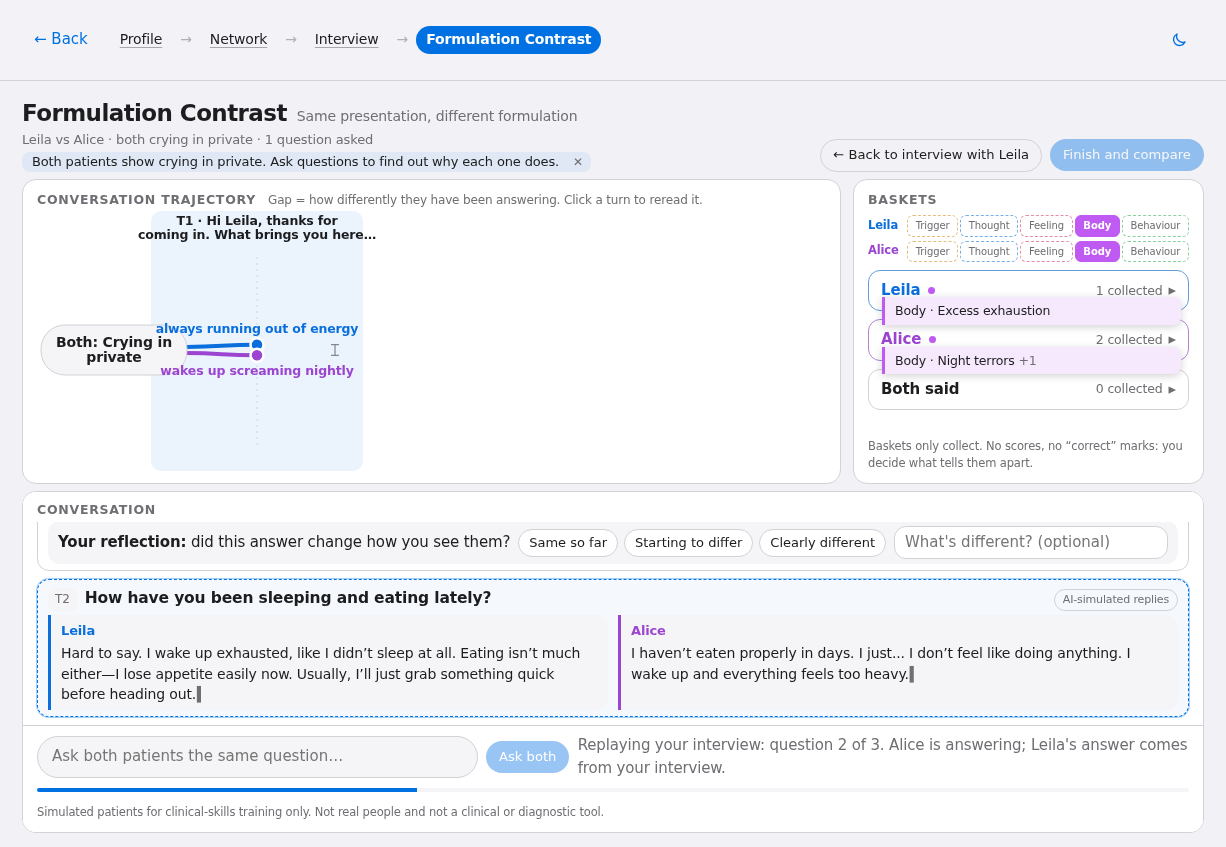 ← Back
Profile → Network → Interview → Formulation Contrast
Formulation Contrast Same presentation, different formulation
Leila vs Alice · both crying in private · 1 question asked
Both patients show crying in private. Ask questions to find out why each one does. ✕
← Back to interview with Leila
Finish and compare
CONVERSATION TRAJECTORY Gap = how differently they have been answering. Click a turn to read it.
T1 · Hi Leila, thanks for
coming in. What brings you here…
always running out of energy
Both: Crying in
private
wakes up screaming nightly
BASKETS
Leila Trigger Thought Feeling Body Behaviour
Alice Trigger Thought Feeling Body Behaviour
Leila 1 collected ▶
Body · Excess exhaustion
Alice 2 collected ▶
Body · Night terrors +1
Both said 0 collected ▶
Baskets only collect. No scores, no “correct” marks: you
decide what tells them apart.
CONVERSATION
Your reflection: did this answer change how you see them? Same so far Starting to differ Clearly different What's different? (optional)
T2 How have you been sleeping and eating lately? AI-simulated replies
Leila
Hard to say. I wake up exhausted, like I didn’t sleep at all. Eating isn’t much
either—I lose appetite easily now. Usually, I’ll just grab something quick
before heading out.
Alice
I haven’t eaten properly in days. I just... I don’t feel like doing anything. I
wake up and everything feels too heavy.
Ask both patients the same question…
Ask both
Replaying your interview: question 2 of 3. Alice is answering; Leila's answer comes
from your interview.
Simulated patients for clinical-skills training only. Not real people and not a clinical or diagnostic tool.